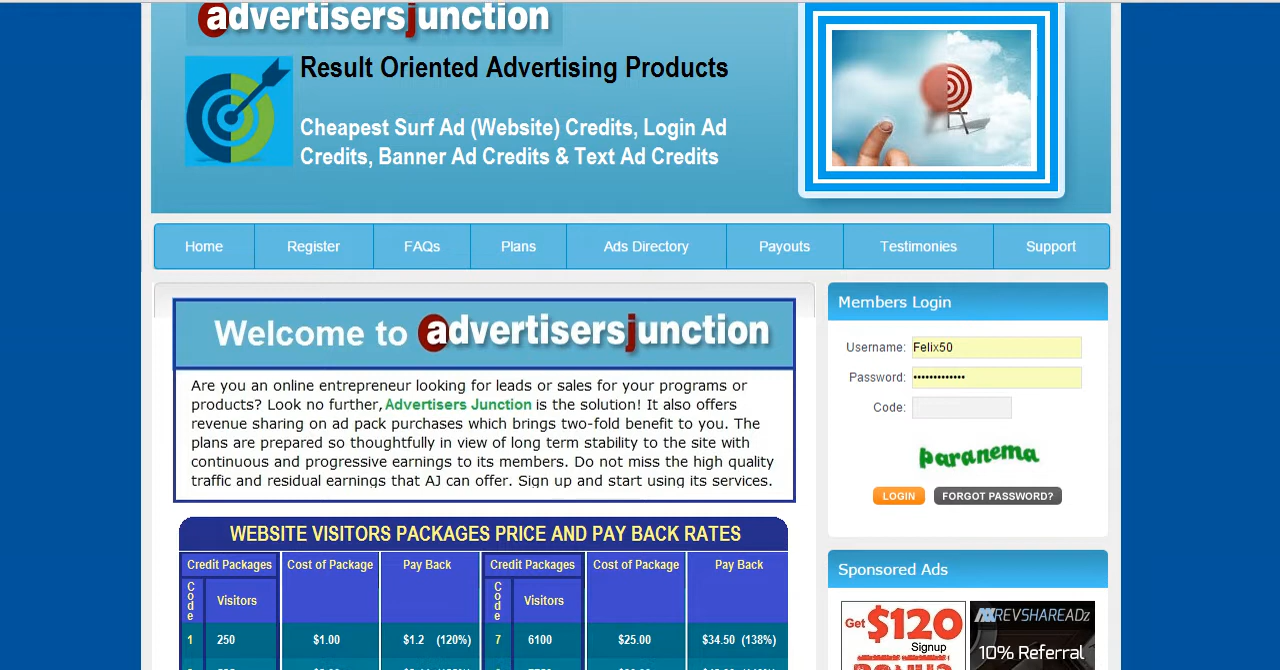 advertisersjunction
Result Oriented Advertising Products
Cheapest Surf Ad (Website) Credits, Login Ad
Credits, Banner Ad Credits & Text Ad Credits
Home Register FAQs Plans Ads Directory Payouts Testimonies Support
Welcome to advertisersjunction
Are you an online entrepreneur looking for leads or sales for your programs or
products? Look no further, Advertisers Junction is the solution! It also offers
revenue sharing on ad pack purchases which brings two-fold benefit to you. The
plans are prepared so thoughtfully in view of long term stability to the site with
continuous and progressive earnings to its members. Do not miss the high quality
traffic and residual earnings that AJ can offer. Sign up and start using its services.
Members Login
Username: Felix50
Password: •••••••••••••
Code:
paranema
LOGIN FORGOT PASSWORD?
WEBSITE VISITORS PACKAGES PRICE AND PAY BACK RATES
Credit Packages Cost of Package Pay Back Credit Packages Cost of Package Pay Back
Code Visitors Code Visitors
1 250 $1.00 $1.2 (120%) 7 6100 $25.00 $34.50 (138%)
Sponsored Ads
Get $120
Signup
REVSHAREADZ
10% Referral